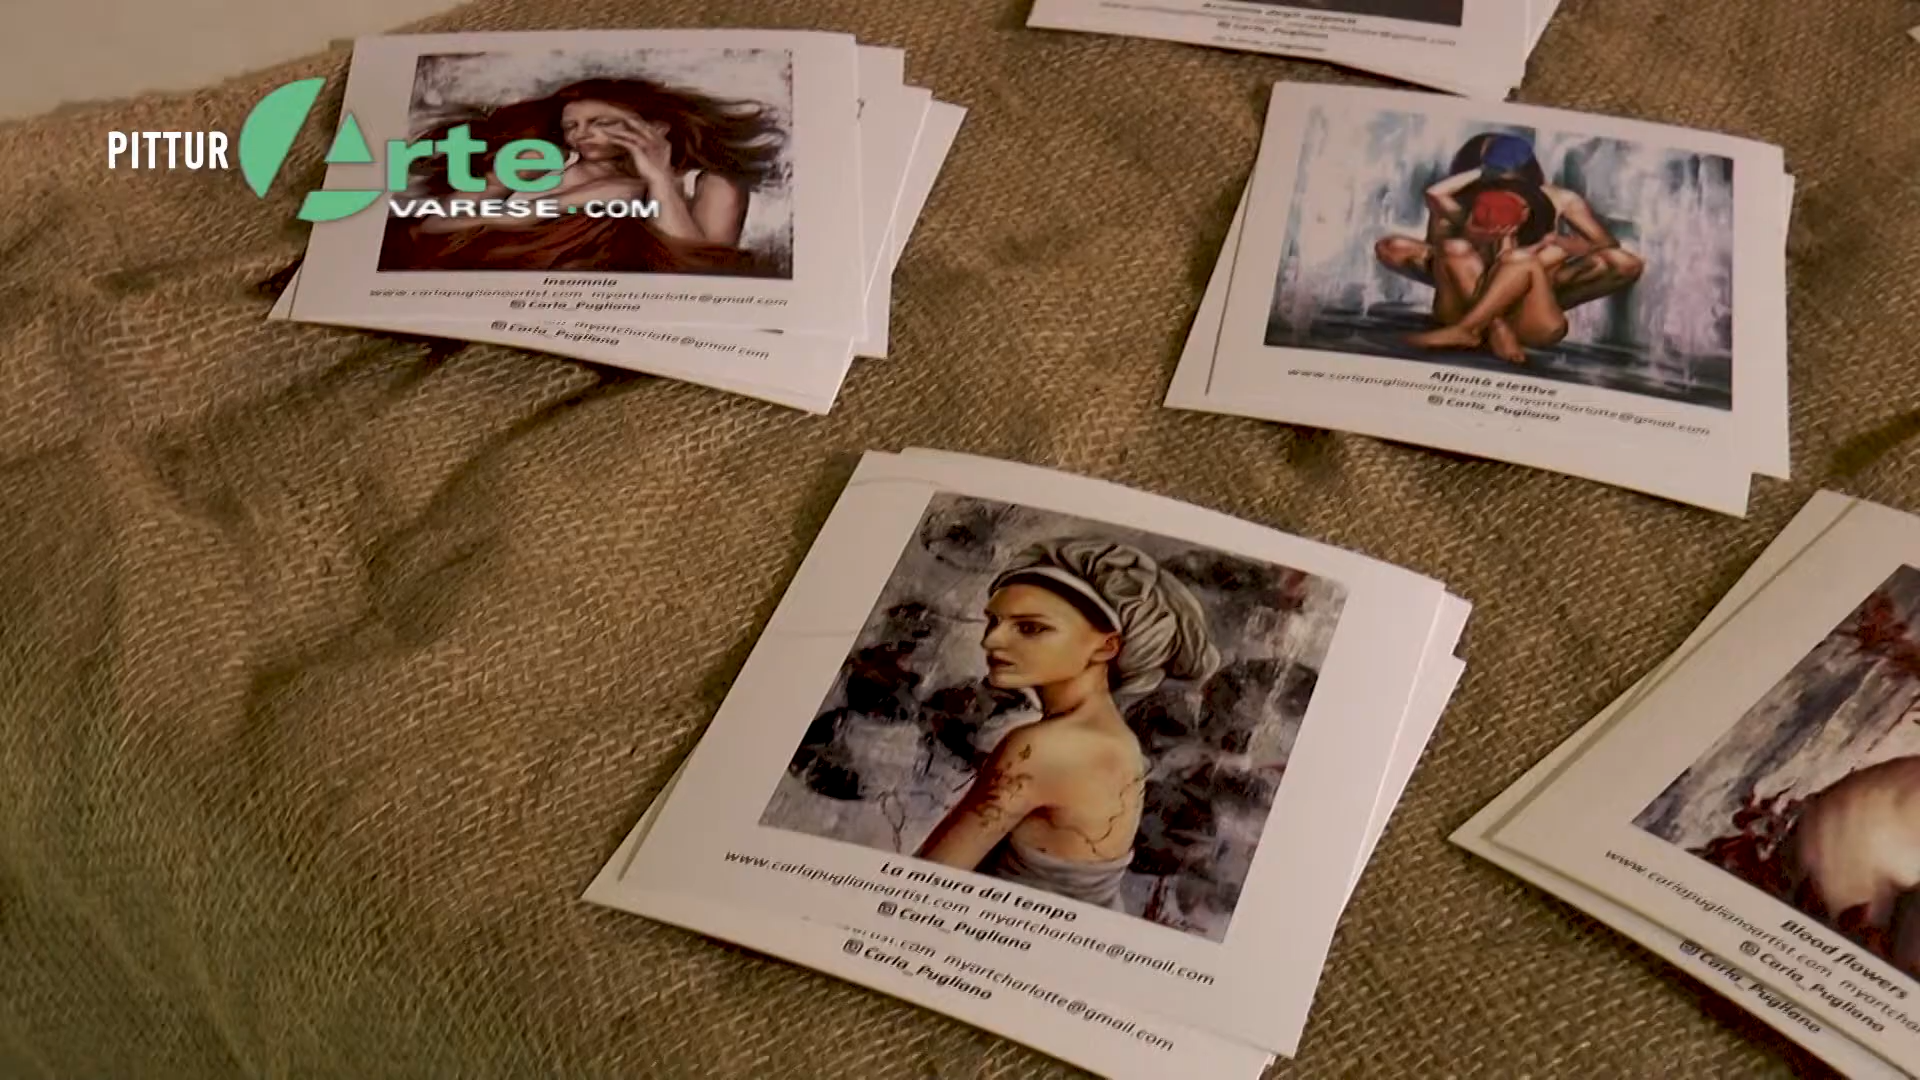 PITTUR
Arte
VARESE.COM
Carla_Pugliano
Insomnia
www.carlapuglianoartist.com myartcharlotte@gmail.com
Carla_Pugliano
myartcharlotte@gmail.com
Carla_Pugliano
Affinità elettive
www.carlapuglianoartist.com myartcharlotte@gmail.com
Carla_Pugliano
La misura del tempo
www.carlapuglianoartist.com myartcharlotte@gmail.com
Carla_Pugliano
myartcharlotte@gmail.com
Carla_Pugliano
Blood flowers
www.carlapuglianoartist.com
Carla_Pugliano
Carla_Pugliano